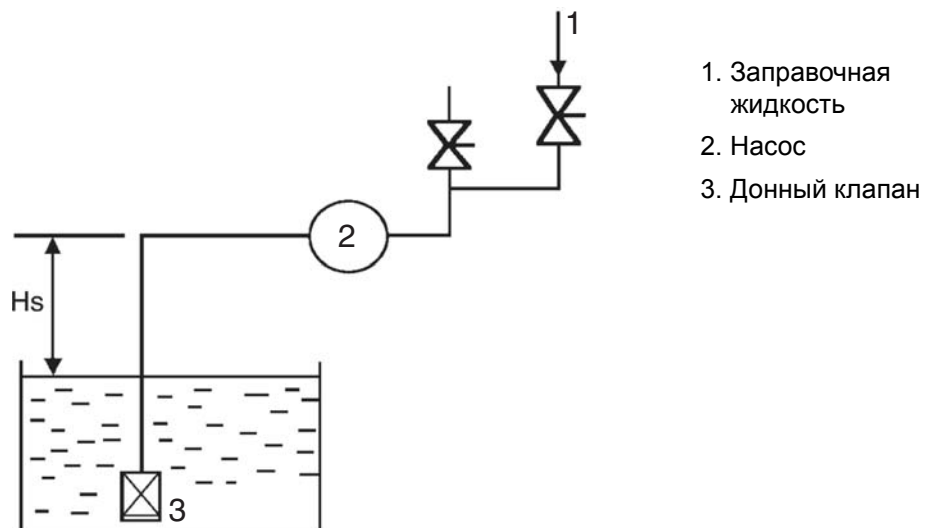 1
1. Заправочная
жидкость
2. Насос
3. Донный клапан
2
Hs
3